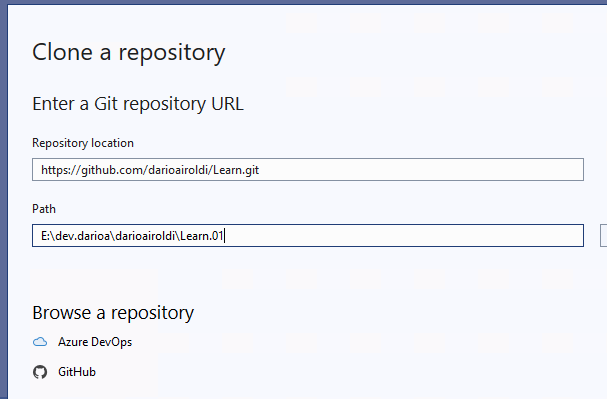 Clone a repository
Enter a Git repository URL
Repository location
https://github.com/darioairoldi/Learn.git
Path
E:\dev.darioa\darioairoldi\Learn.01
Browse a repository
Azure DevOps
GitHub